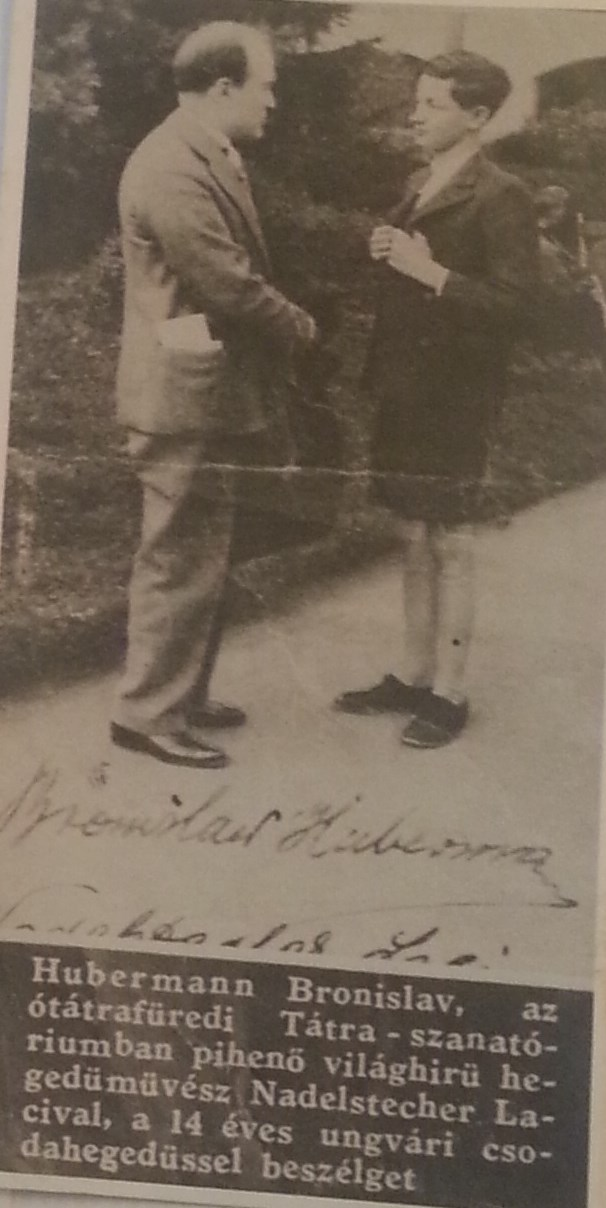 Bronislaw Huberman
Hubermann Bronislav, az
ótátrafüredi Tátra - szanató-
riumban pihenő világhirü he-
gedümüvész Nadelstecher La-
cival, a 14 éves ungvári cso-
dahegedüssel beszélget